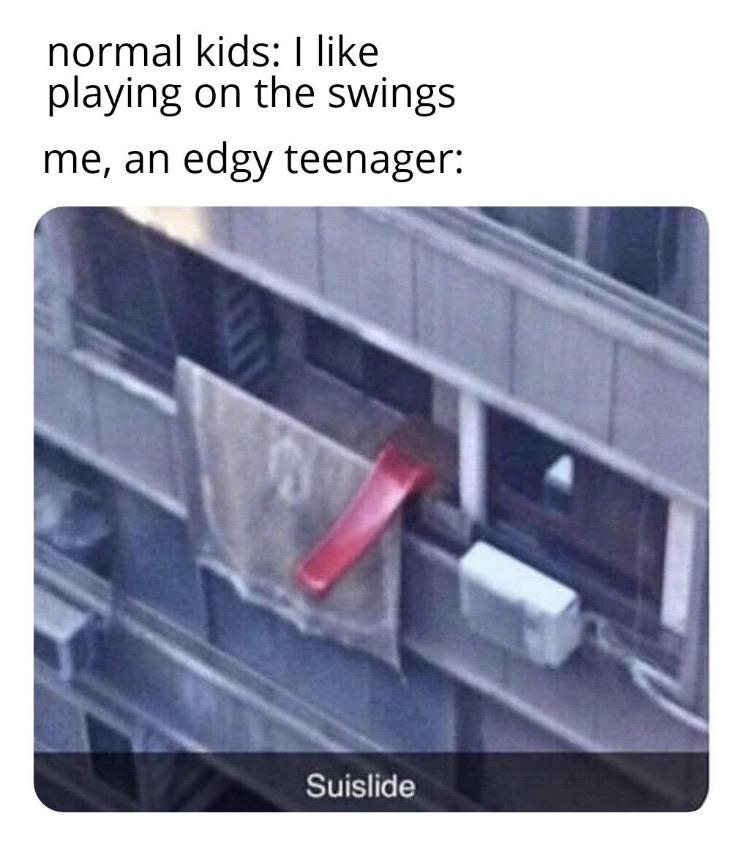 normal kids: I like
playing on the swings
me, an edgy teenager:
Suislide